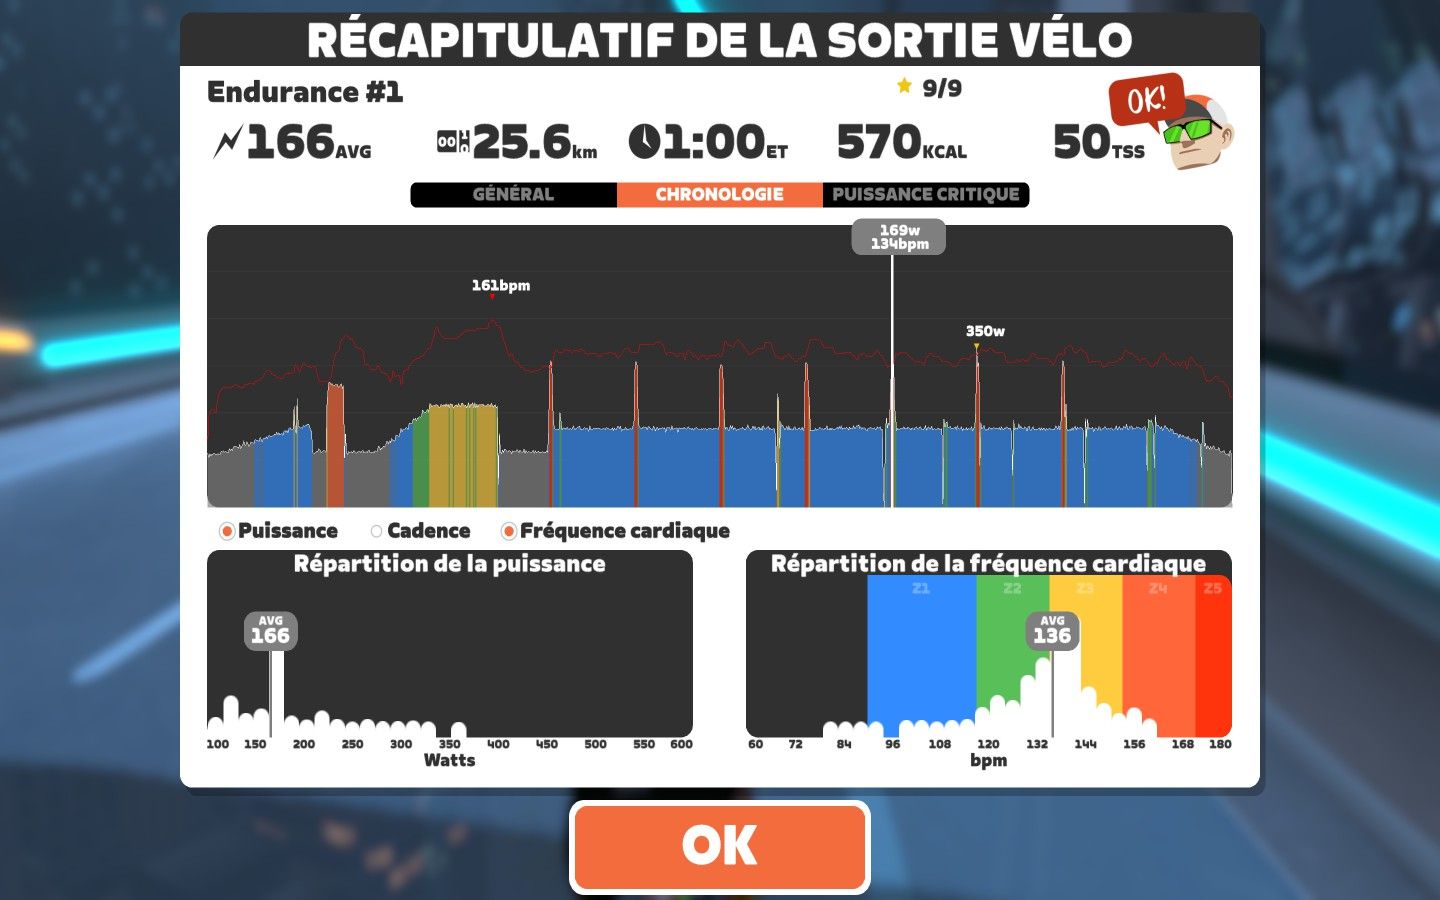 RÉCAPITULATIF DE LA SORTIE VÉLO
Endurance #1
9/9
OK!
166AVG
25.6km
1:00ET
570KCAL
50TSS
GÉNÉRAL
CHRONOLOGIE
PUISSANCE CRITIQUE
169w
134bpm
161bpm
350w
Puissance
Cadence
Fréquence cardiaque
Répartition de la puissance
AVG
166
100 150 200 250 300 350 400 450 500 550 600
Watts
Répartition de la fréquence cardiaque
Z1 Z2 Z3 Z4 Z5
AVG
136
60 72 84 96 108 120 132 144 156 168 180
bpm
OK